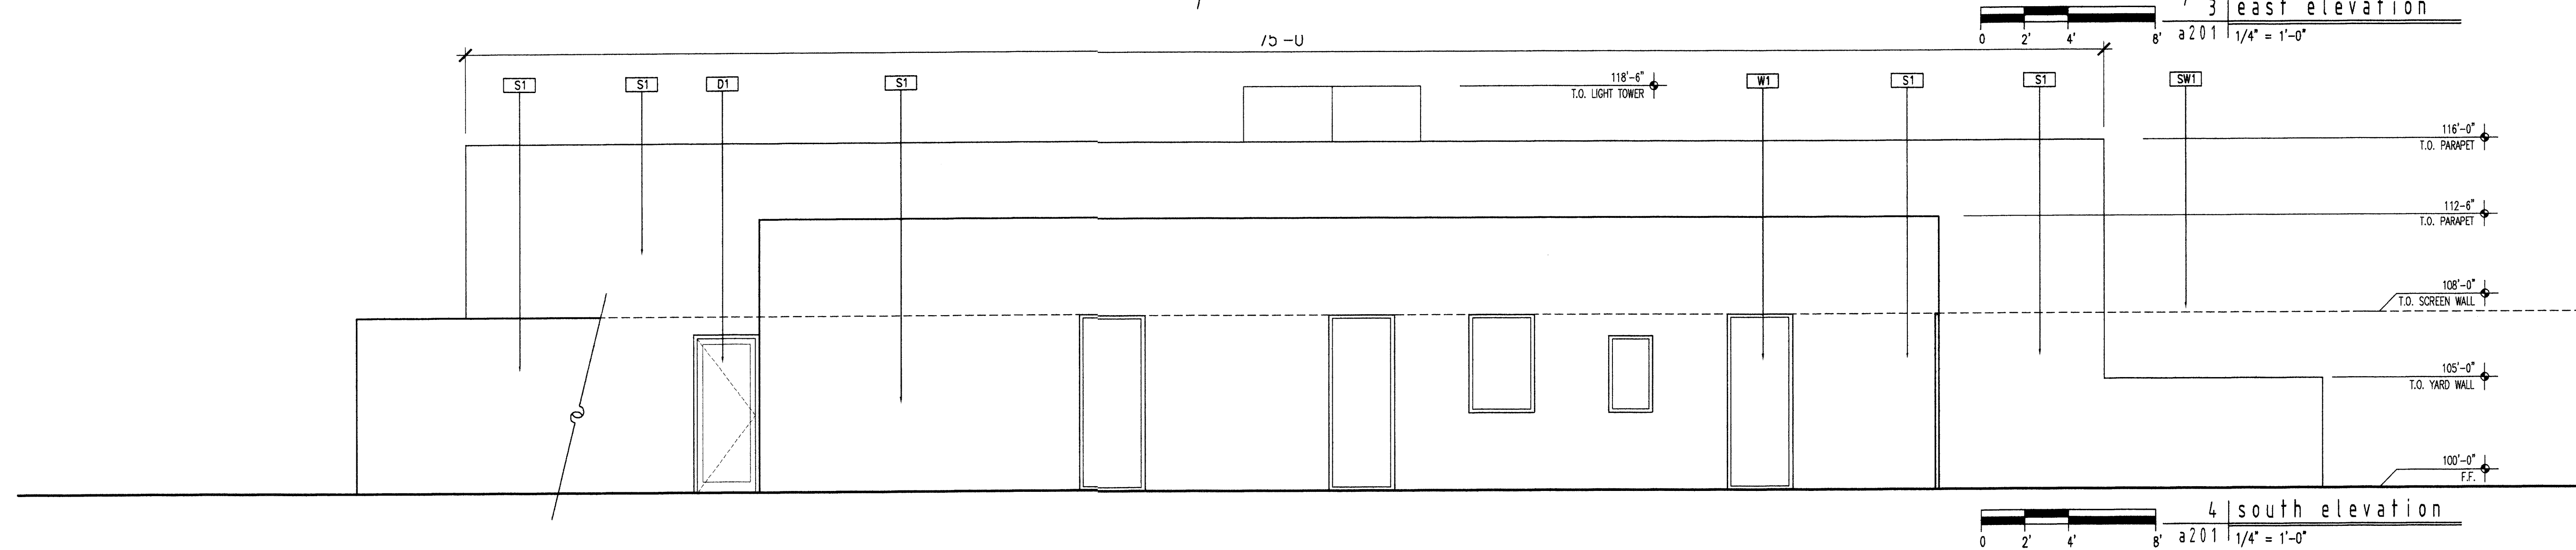 3 east elevation
0 2' 4' 8' a201 1/4" = 1'-0"
75'-0
S1 S1 D1 S1 W1 S1 S1 SW1
118'-6"
T.O. LIGHT TOWER
116'-0"
T.O. PARAPET
112-6"
T.O. PARAPET
108'-0"
T.O. SCREEN WALL
105'-0"
T.O. YARD WALL
100'-0"
F.F.
4 south elevation
0 2' 4' 8' a201 1/4" = 1'-0"